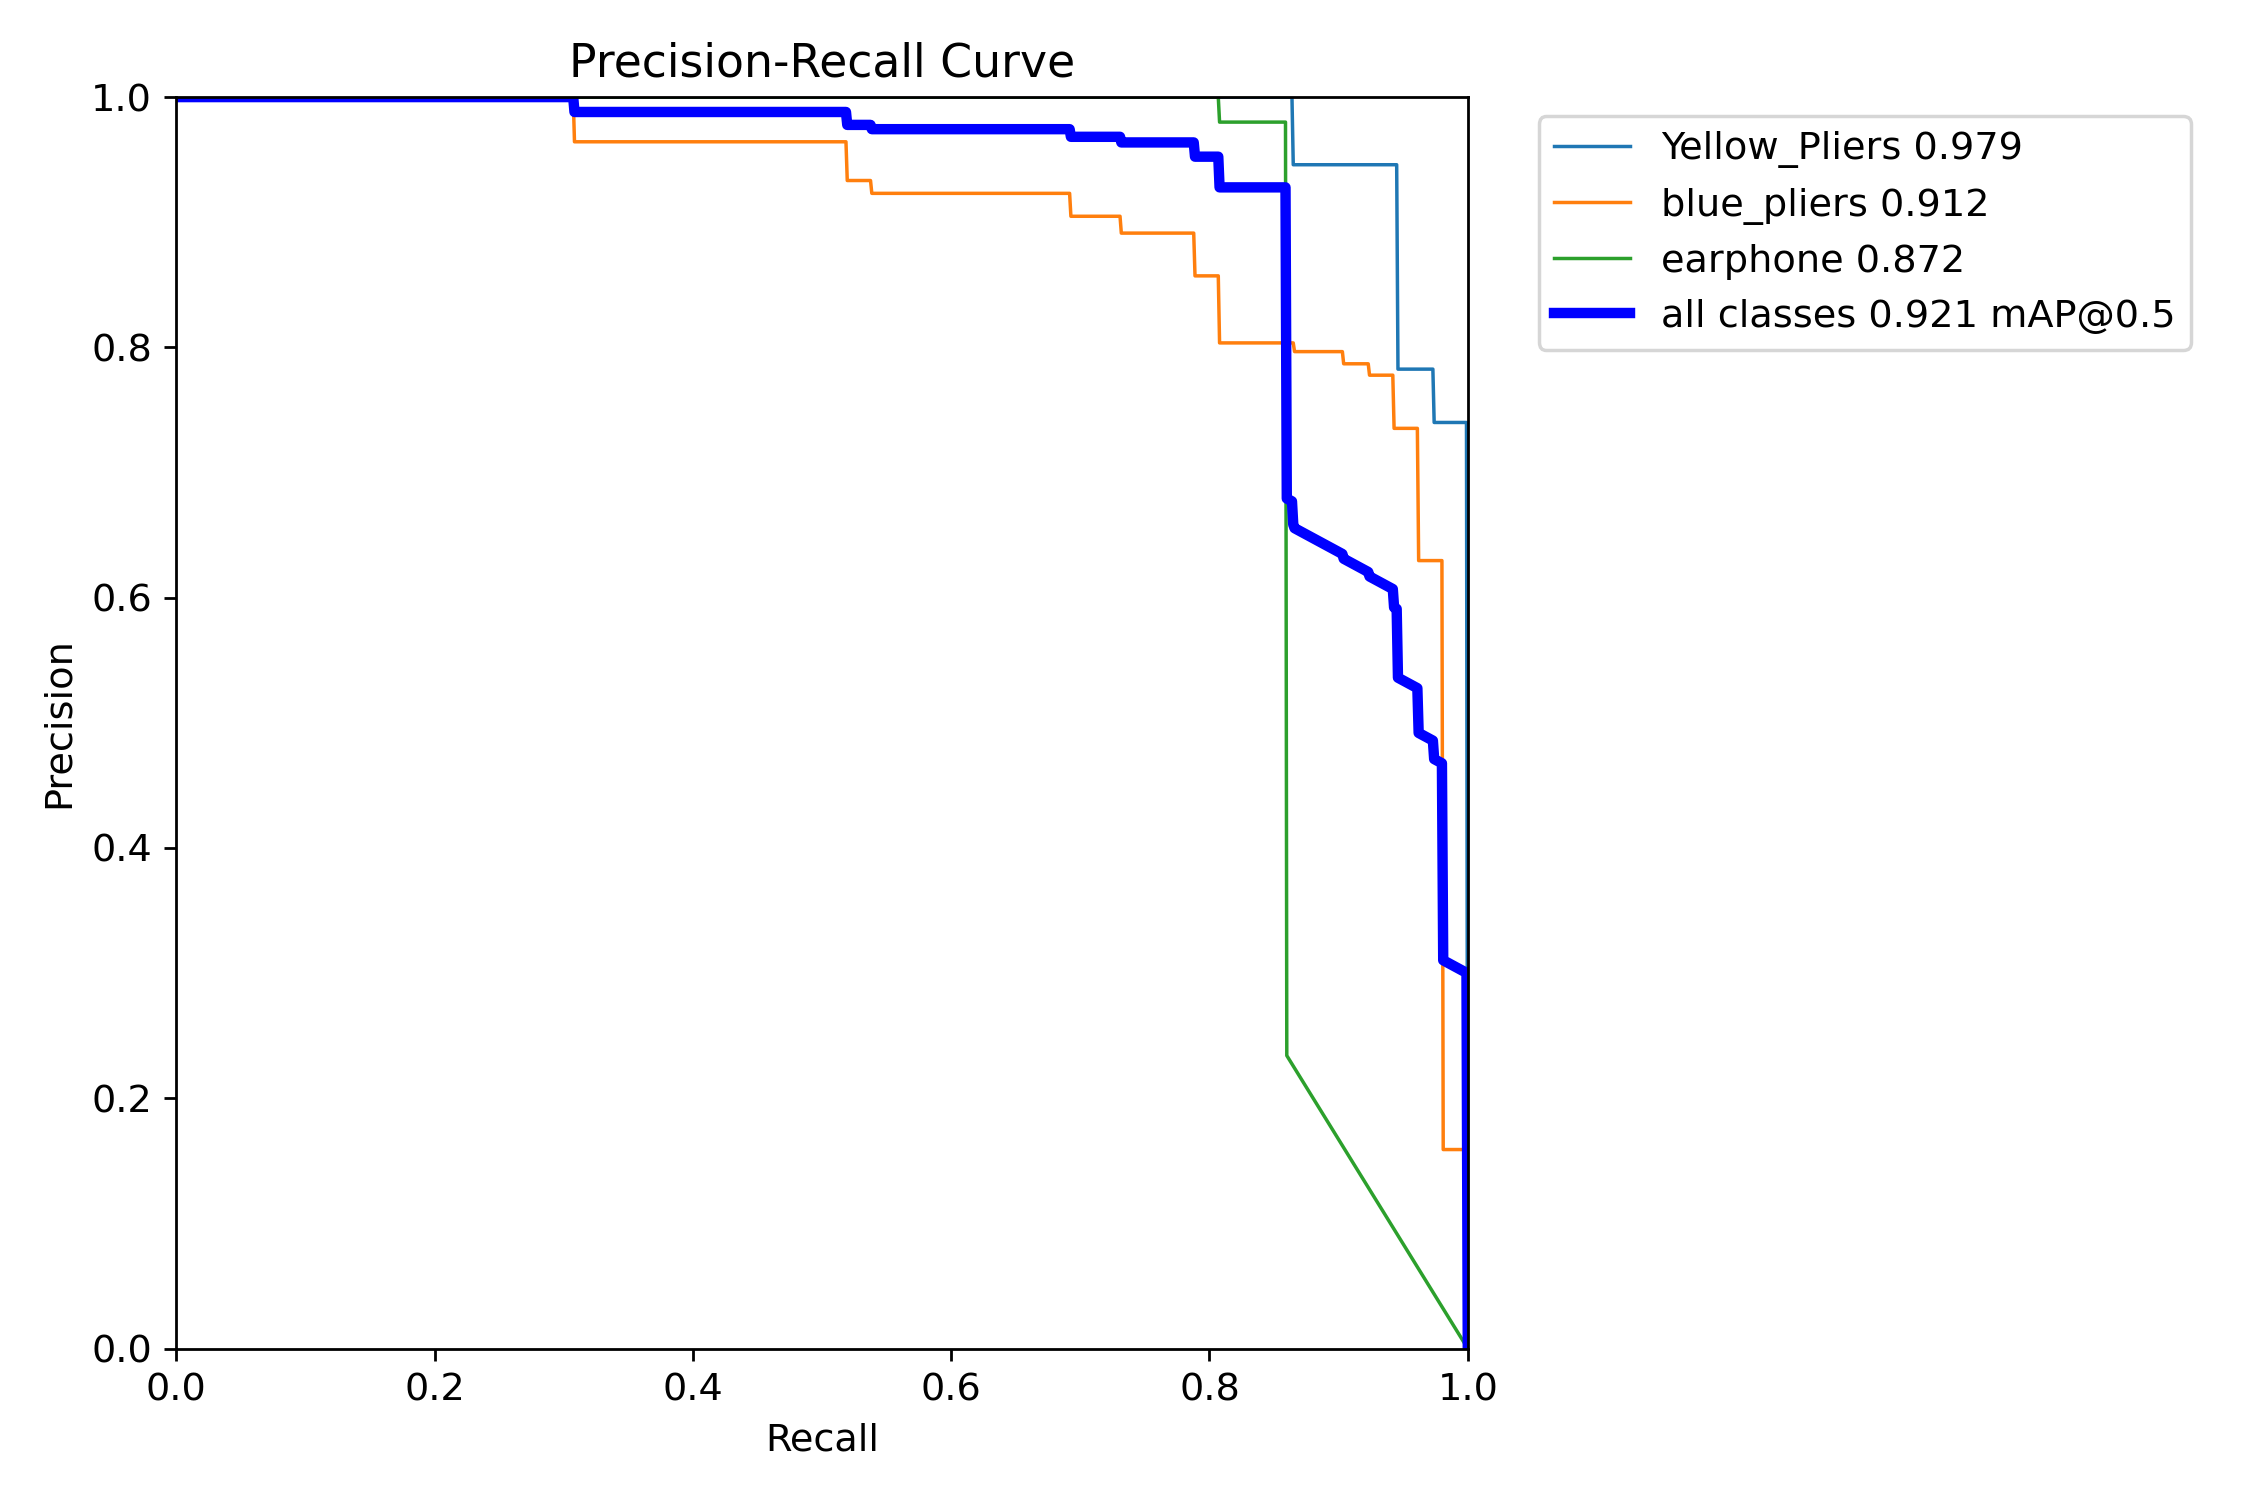 Precision-Recall Curve
1.0
0.8
0.6
0.4
0.2
0.0
Precision
0.0 0.2 0.4 0.6 0.8 1.0
Recall
Yellow_Pliers 0.979
blue_pliers 0.912
earphone 0.872
all classes 0.921 mAP@0.5